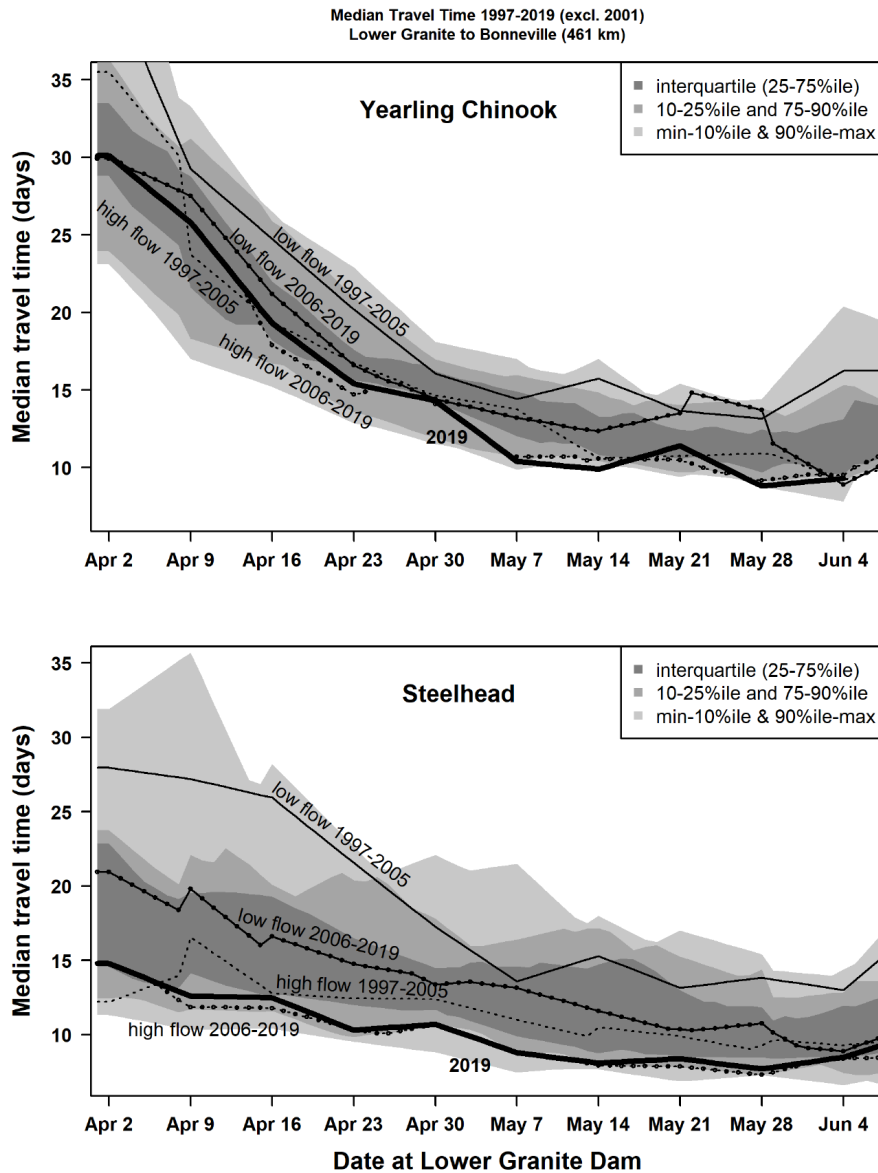 Median Travel Time 1997-2019 (excl. 2001)
Lower Granite to Bonneville (461 km)
Median travel time (days)
35
30
25
20
15
10
Yearling Chinook
interquartile (25-75%ile)
10-25%ile and 75-90%ile
min-10%ile & 90%ile-max
low flow 1997-2005
low flow 2006-2019
high flow 1997-2005
high flow 2006-2019
2019
Apr 2 Apr 9 Apr 16 Apr 23 Apr 30 May 7 May 14 May 21 May 28 Jun 4
Median travel time (days)
35
30
25
20
15
10
Steelhead
interquartile (25-75%ile)
10-25%ile and 75-90%ile
min-10%ile & 90%ile-max
low flow 1997-2005
low flow 2006-2019
high flow 1997-2005
high flow 2006-2019
2019
Apr 2 Apr 9 Apr 16 Apr 23 Apr 30 May 7 May 14 May 21 May 28 Jun 4
Date at Lower Granite Dam